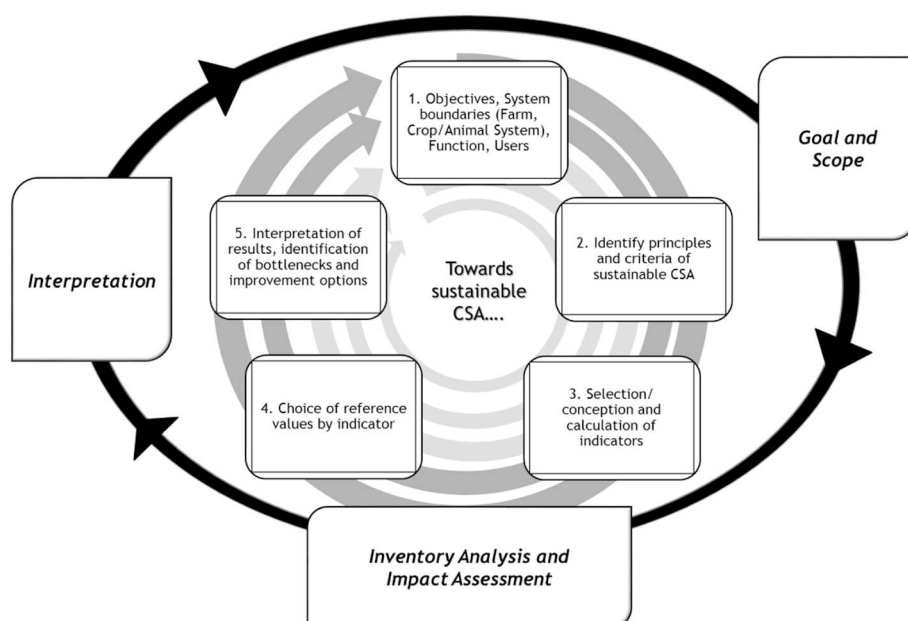 1. Objectives, System
boundaries (Farm,
Crop/Animal System),
Function, Users
Goal and
Scope
2. Identify principles
and criteria of
sustainable CSA
3. Selection/
conception and
calculation of
indicators
Inventory Analysis and
Impact Assessment
4. Choice of reference
values by indicator
5. Interpretation of
results, identification
of bottlenecks and
improvement options
Interpretation
Towards
sustainable
CSA....